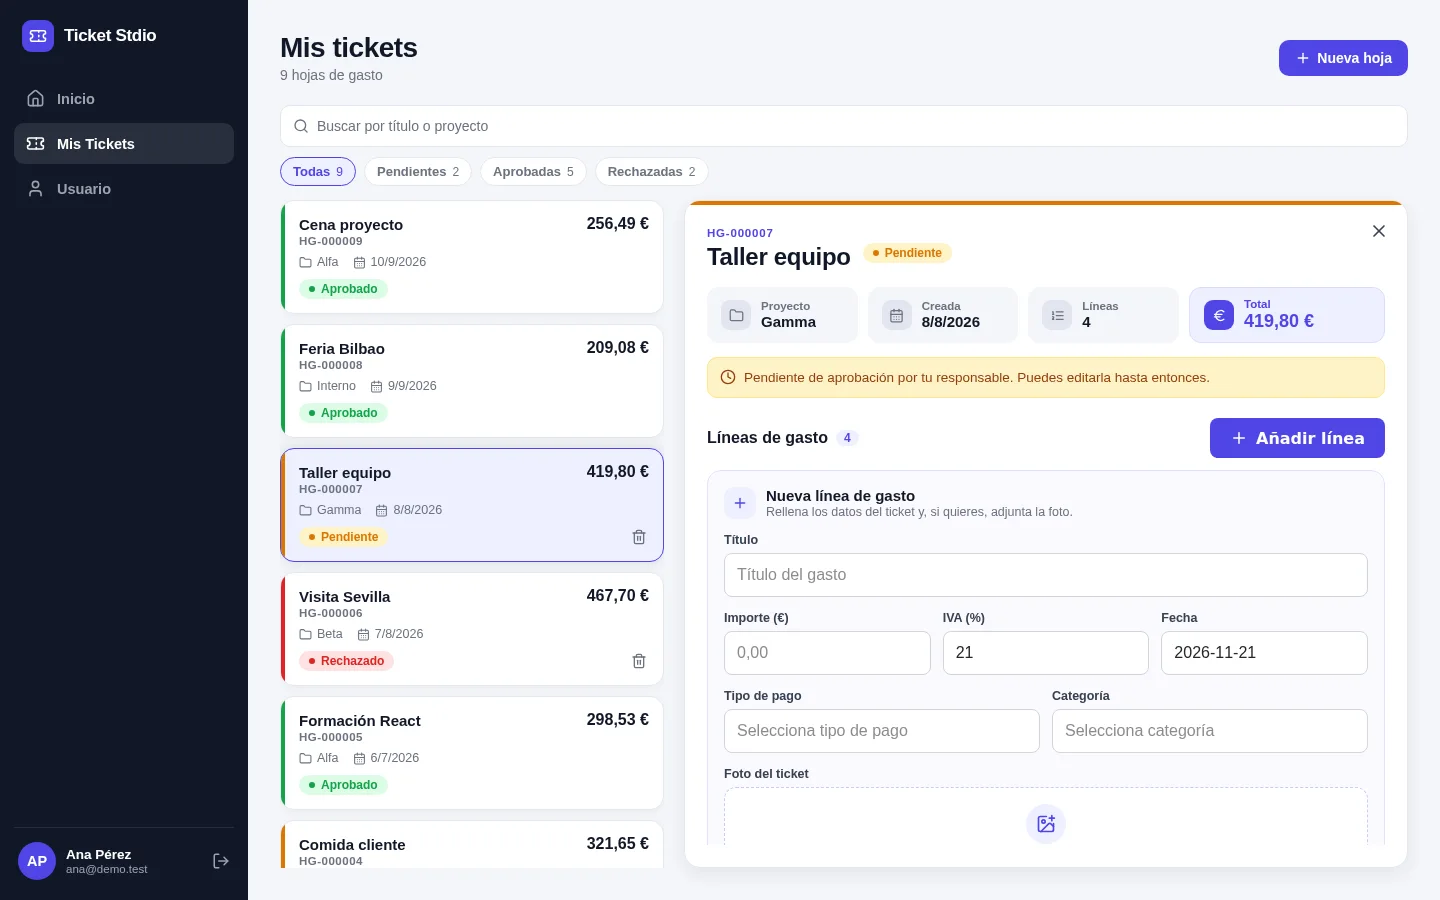 Ticket Stdio
Inicio
Mis Tickets
Usuario
AP
Ana Pérez
ana@demo.test
Mis tickets
9 hojas de gasto
Nueva hoja
Buscar por título o proyecto
Todas 9
Pendientes 2
Aprobadas 5
Rechazadas 2
Cena proyecto 256,49 €
HG-000009
Alfa 10/9/2026
Aprobado
Feria Bilbao 209,08 €
HG-000008
Interno 9/9/2026
Aprobado
Taller equipo 419,80 €
HG-000007
Gamma 8/8/2026
Pendiente
Visita Sevilla 467,70 €
HG-000006
Beta 7/8/2026
Rechazado
Formación React 298,53 €
HG-000005
Alfa 6/7/2026
Aprobado
Comida cliente 321,65 €
HG-000004
HG-000007
Taller equipo Pendiente
Proyecto
Gamma
Creada
8/8/2026
Líneas
4
Total
419,80 €
Pendiente de aprobación por tu responsable. Puedes editarla hasta entonces.
Líneas de gasto 4
Añadir línea
Nueva línea de gasto
Rellena los datos del ticket y, si quieres, adjunta la foto.
Título
Título del gasto
Importe (€) IVA (%) Fecha
0,00 21 2026-11-21
Tipo de pago Categoría
Selecciona tipo de pago Selecciona categoría
Foto del ticket